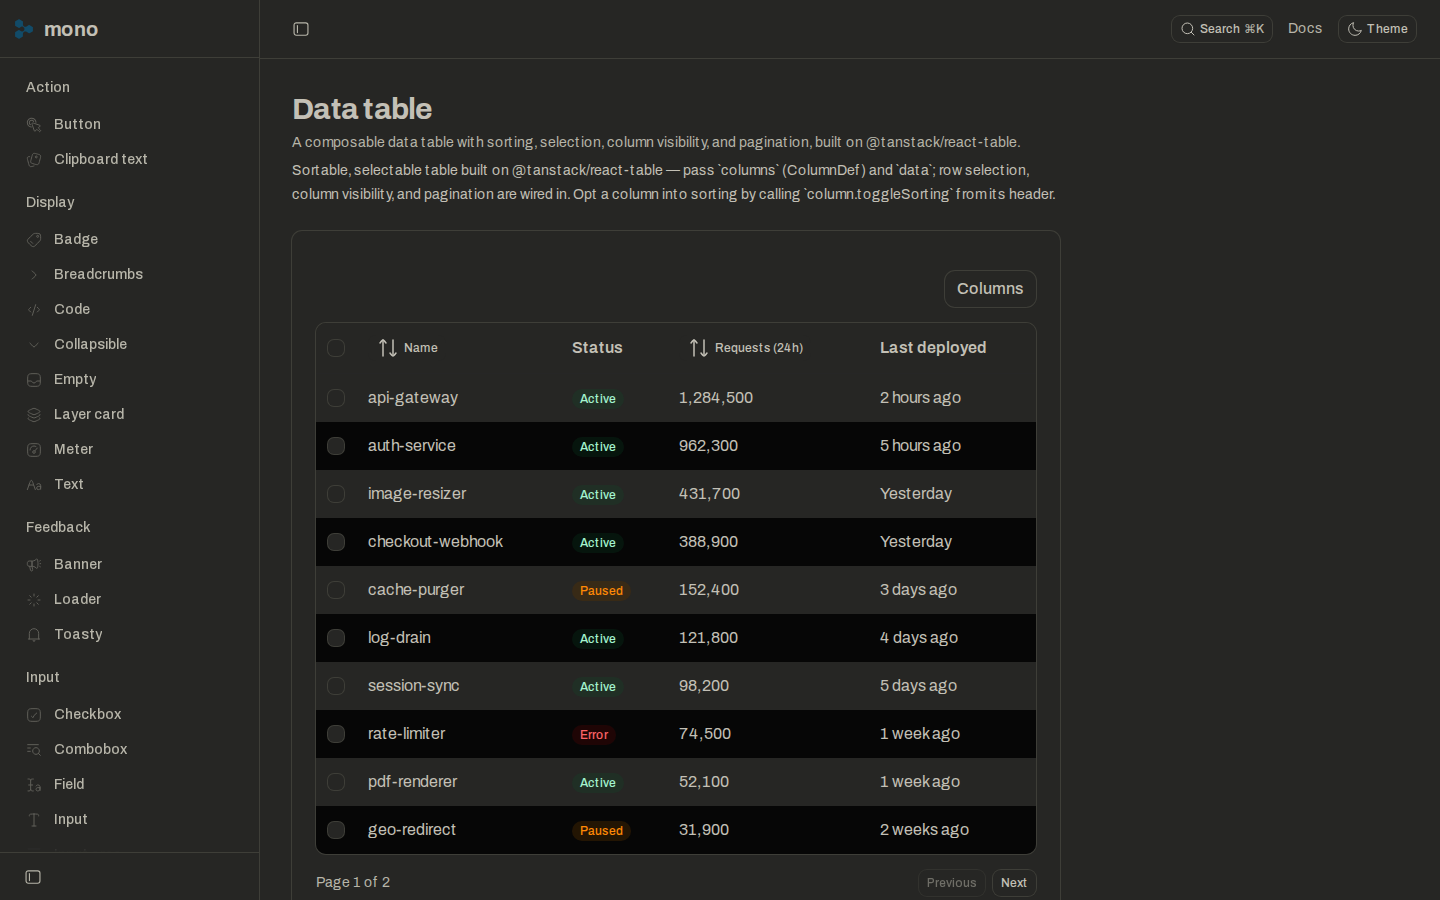 mono
Search ⌘K
Docs
Theme
Action
Button
Clipboard text
Display
Badge
Breadcrumbs
Code
Collapsible
Empty
Layer card
Meter
Text
Feedback
Banner
Loader
Toasty
Input
Checkbox
Combobox
Field
Input
Data table
A composable data table with sorting, selection, column visibility, and pagination, built on @tanstack/react-table.
Sortable, selectable table built on @tanstack/react-table — pass `columns` (ColumnDef) and `data`; row selection,
column visibility, and pagination are wired in. Opt a column into sorting by calling `column.toggleSorting` from its header.
Columns
Name Status Requests (24h) Last deployed
api-gateway Active 1,284,500 2 hours ago
auth-service Active 962,300 5 hours ago
image-resizer Active 431,700 Yesterday
checkout-webhook Active 388,900 Yesterday
cache-purger Paused 152,400 3 days ago
log-drain Active 121,800 4 days ago
session-sync Active 98,200 5 days ago
rate-limiter Error 74,500 1 week ago
pdf-renderer Active 52,100 1 week ago
geo-redirect Paused 31,900 2 weeks ago
Page 1 of 2
Previous
Next